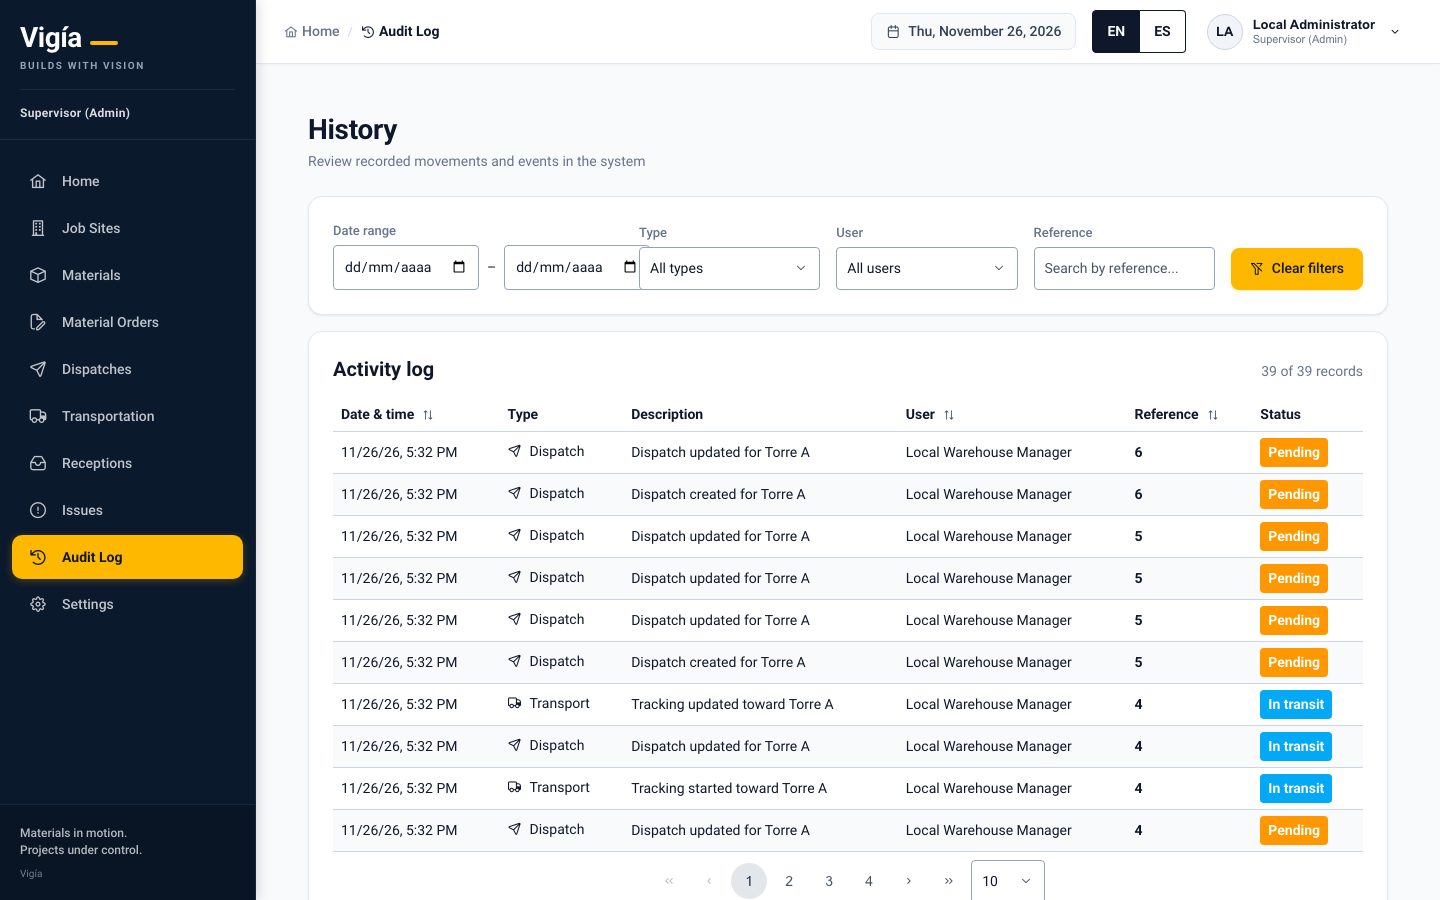 Vigía
BUILDS WITH VISION
Supervisor (Admin)
Home
Job Sites
Materials
Material Orders
Dispatches
Transportation
Receptions
Issues
Audit Log
Settings
Materials in motion.
Projects under control.
Vigía
Home / Audit Log
Thu, November 26, 2026
EN ES
LA
Local Administrator
Supervisor (Admin)
History
Review recorded movements and events in the system
Date range Type User Reference
dd/mm/aaaa – dd/mm/aaaa All types All users Search by reference... Clear filters
Activity log
39 of 39 records
Date & time Type Description User Reference Status
11/26/26, 5:32 PM Dispatch Dispatch updated for Torre A Local Warehouse Manager 6 Pending
11/26/26, 5:32 PM Dispatch Dispatch created for Torre A Local Warehouse Manager 6 Pending
11/26/26, 5:32 PM Dispatch Dispatch updated for Torre A Local Warehouse Manager 5 Pending
11/26/26, 5:32 PM Dispatch Dispatch updated for Torre A Local Warehouse Manager 5 Pending
11/26/26, 5:32 PM Dispatch Dispatch updated for Torre A Local Warehouse Manager 5 Pending
11/26/26, 5:32 PM Dispatch Dispatch created for Torre A Local Warehouse Manager 5 Pending
11/26/26, 5:32 PM Transport Tracking updated toward Torre A Local Warehouse Manager 4 In transit
11/26/26, 5:32 PM Dispatch Dispatch updated for Torre A Local Warehouse Manager 4 In transit
11/26/26, 5:32 PM Transport Tracking started toward Torre A Local Warehouse Manager 4 In transit
11/26/26, 5:32 PM Dispatch Dispatch updated for Torre A Local Warehouse Manager 4 Pending
« ‹ 1 2 3 4 › » 10